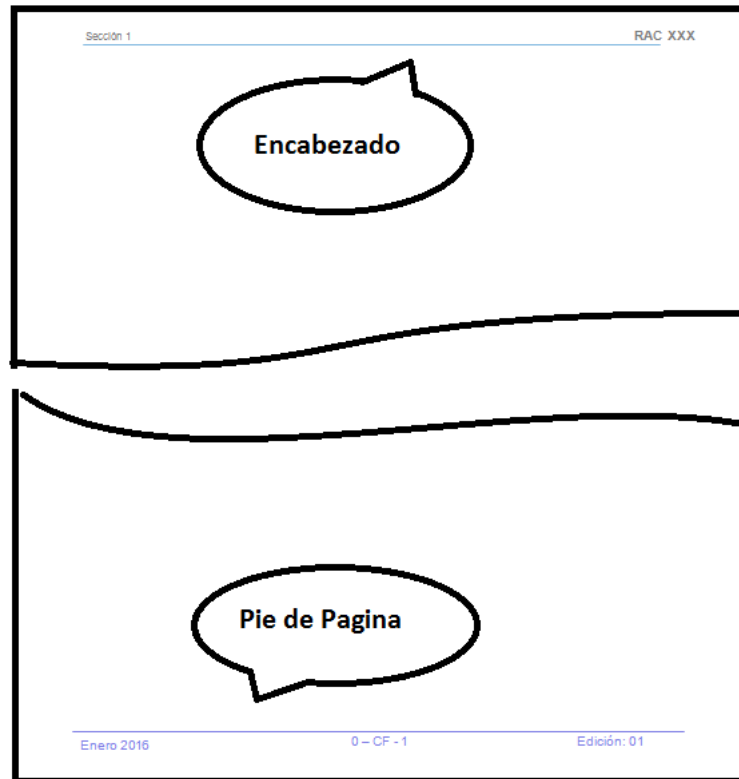 Sección 1 RAC XXX
Encabezado
Pie de Pagina
Enero 2016 0 – CF - 1 Edición: 01